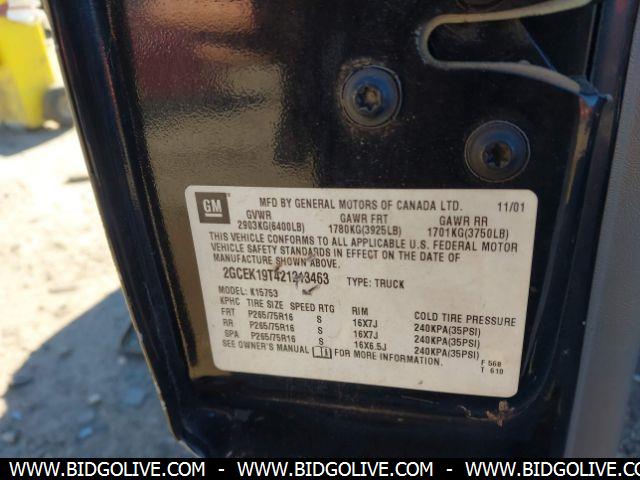 GM
MFD BY GENERAL MOTORS OF CANADA LTD. 11/01
GVWR GAWR FRT GAWR RR
2903KG(6400LB) 1780KG(3925LB) 1701KG(3750LB)
THIS VEHICLE CONFORMS TO ALL APPLICABLE U.S. FEDERAL MOTOR
VEHICLE SAFETY STANDARDS IN EFFECT ON THE DATE OF
MANUFACTURE SHOWN ABOVE.
2GCEK19T421243463 TYPE: TRUCK
MODEL: K15753
KPHC TIRE SIZE SPEED RTG RIM COLD TIRE PRESSURE
FRT P265/75R16 S 16X7J 240KPA(35PSI)
RR P265/75R16 S 16X7J 240KPA(35PSI)
SPA P265/75R16 S 16X6.5J 240KPA(35PSI)
SEE OWNER'S MANUAL FOR MORE INFORMATION.
F 568
T 610
WWW.BIDGOLIVE.COM - WWW.BIDGOLIVE.COM - WWW.BIDGOLIVE.COM